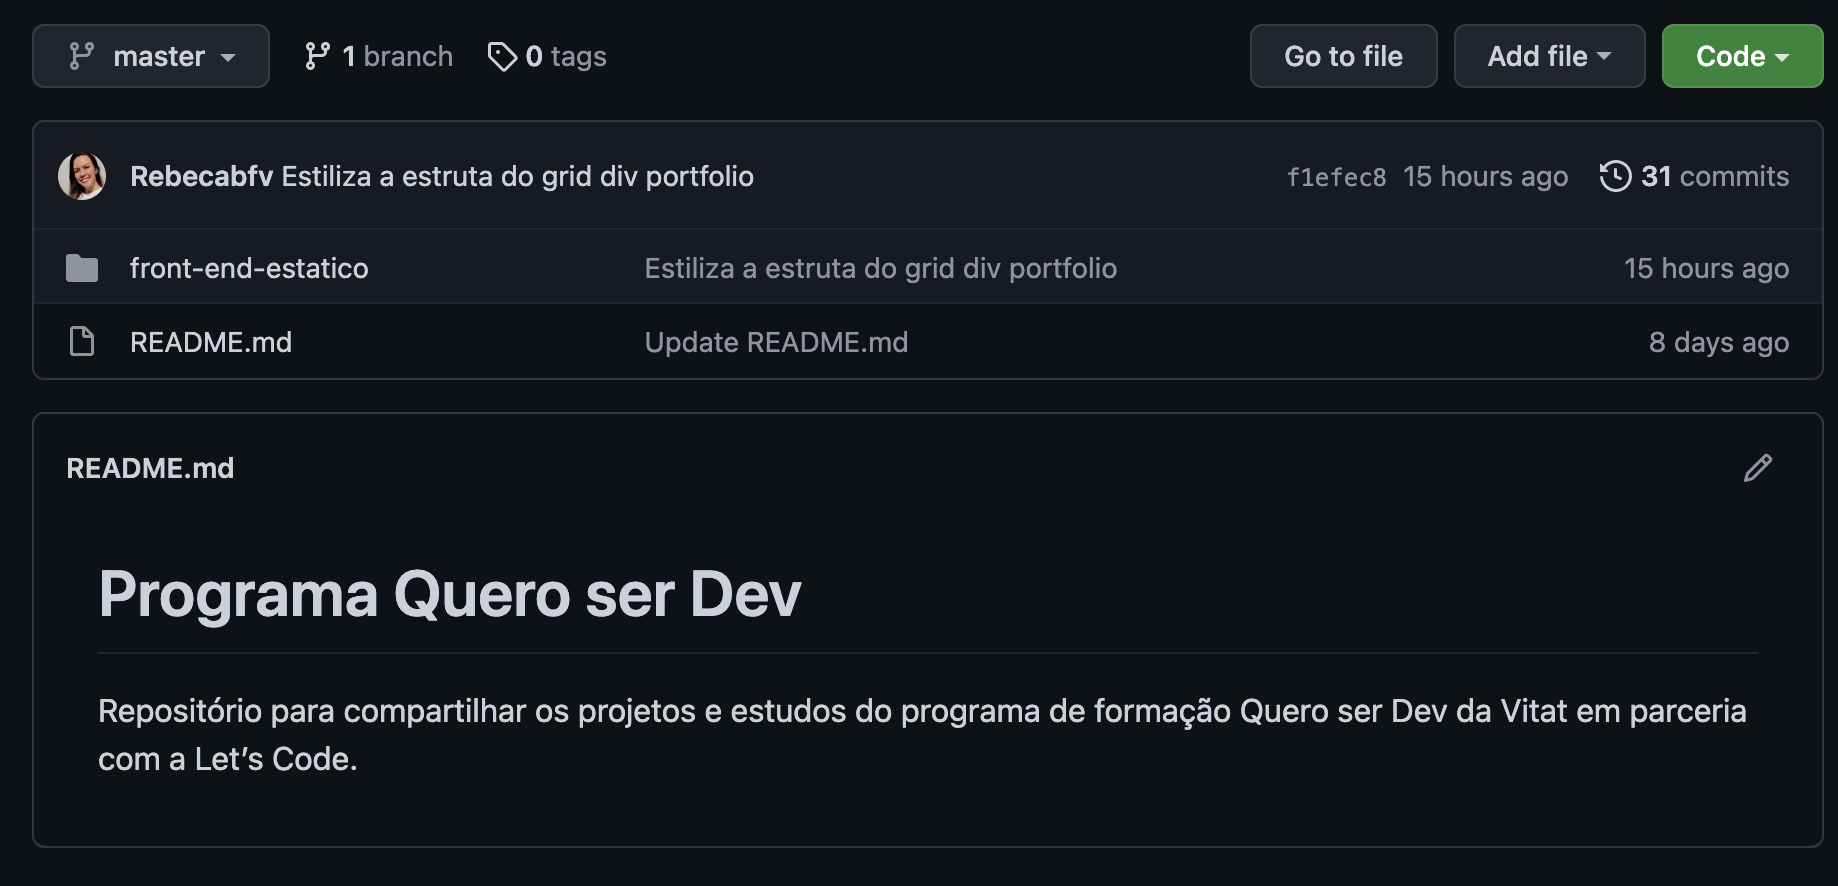 master 1 branch 0 tags Go to file Add file Code
Rebecabfv Estiliza a estruta do grid div portfolio f1efec8 15 hours ago 31 commits
front-end-estatico Estiliza a estruta do grid div portfolio 15 hours ago
README.md Update README.md 8 days ago
README.md
Programa Quero ser Dev
Repositório para compartilhar os projetos e estudos do programa de formação Quero ser Dev da Vitat em parceria
com a Let’s Code.